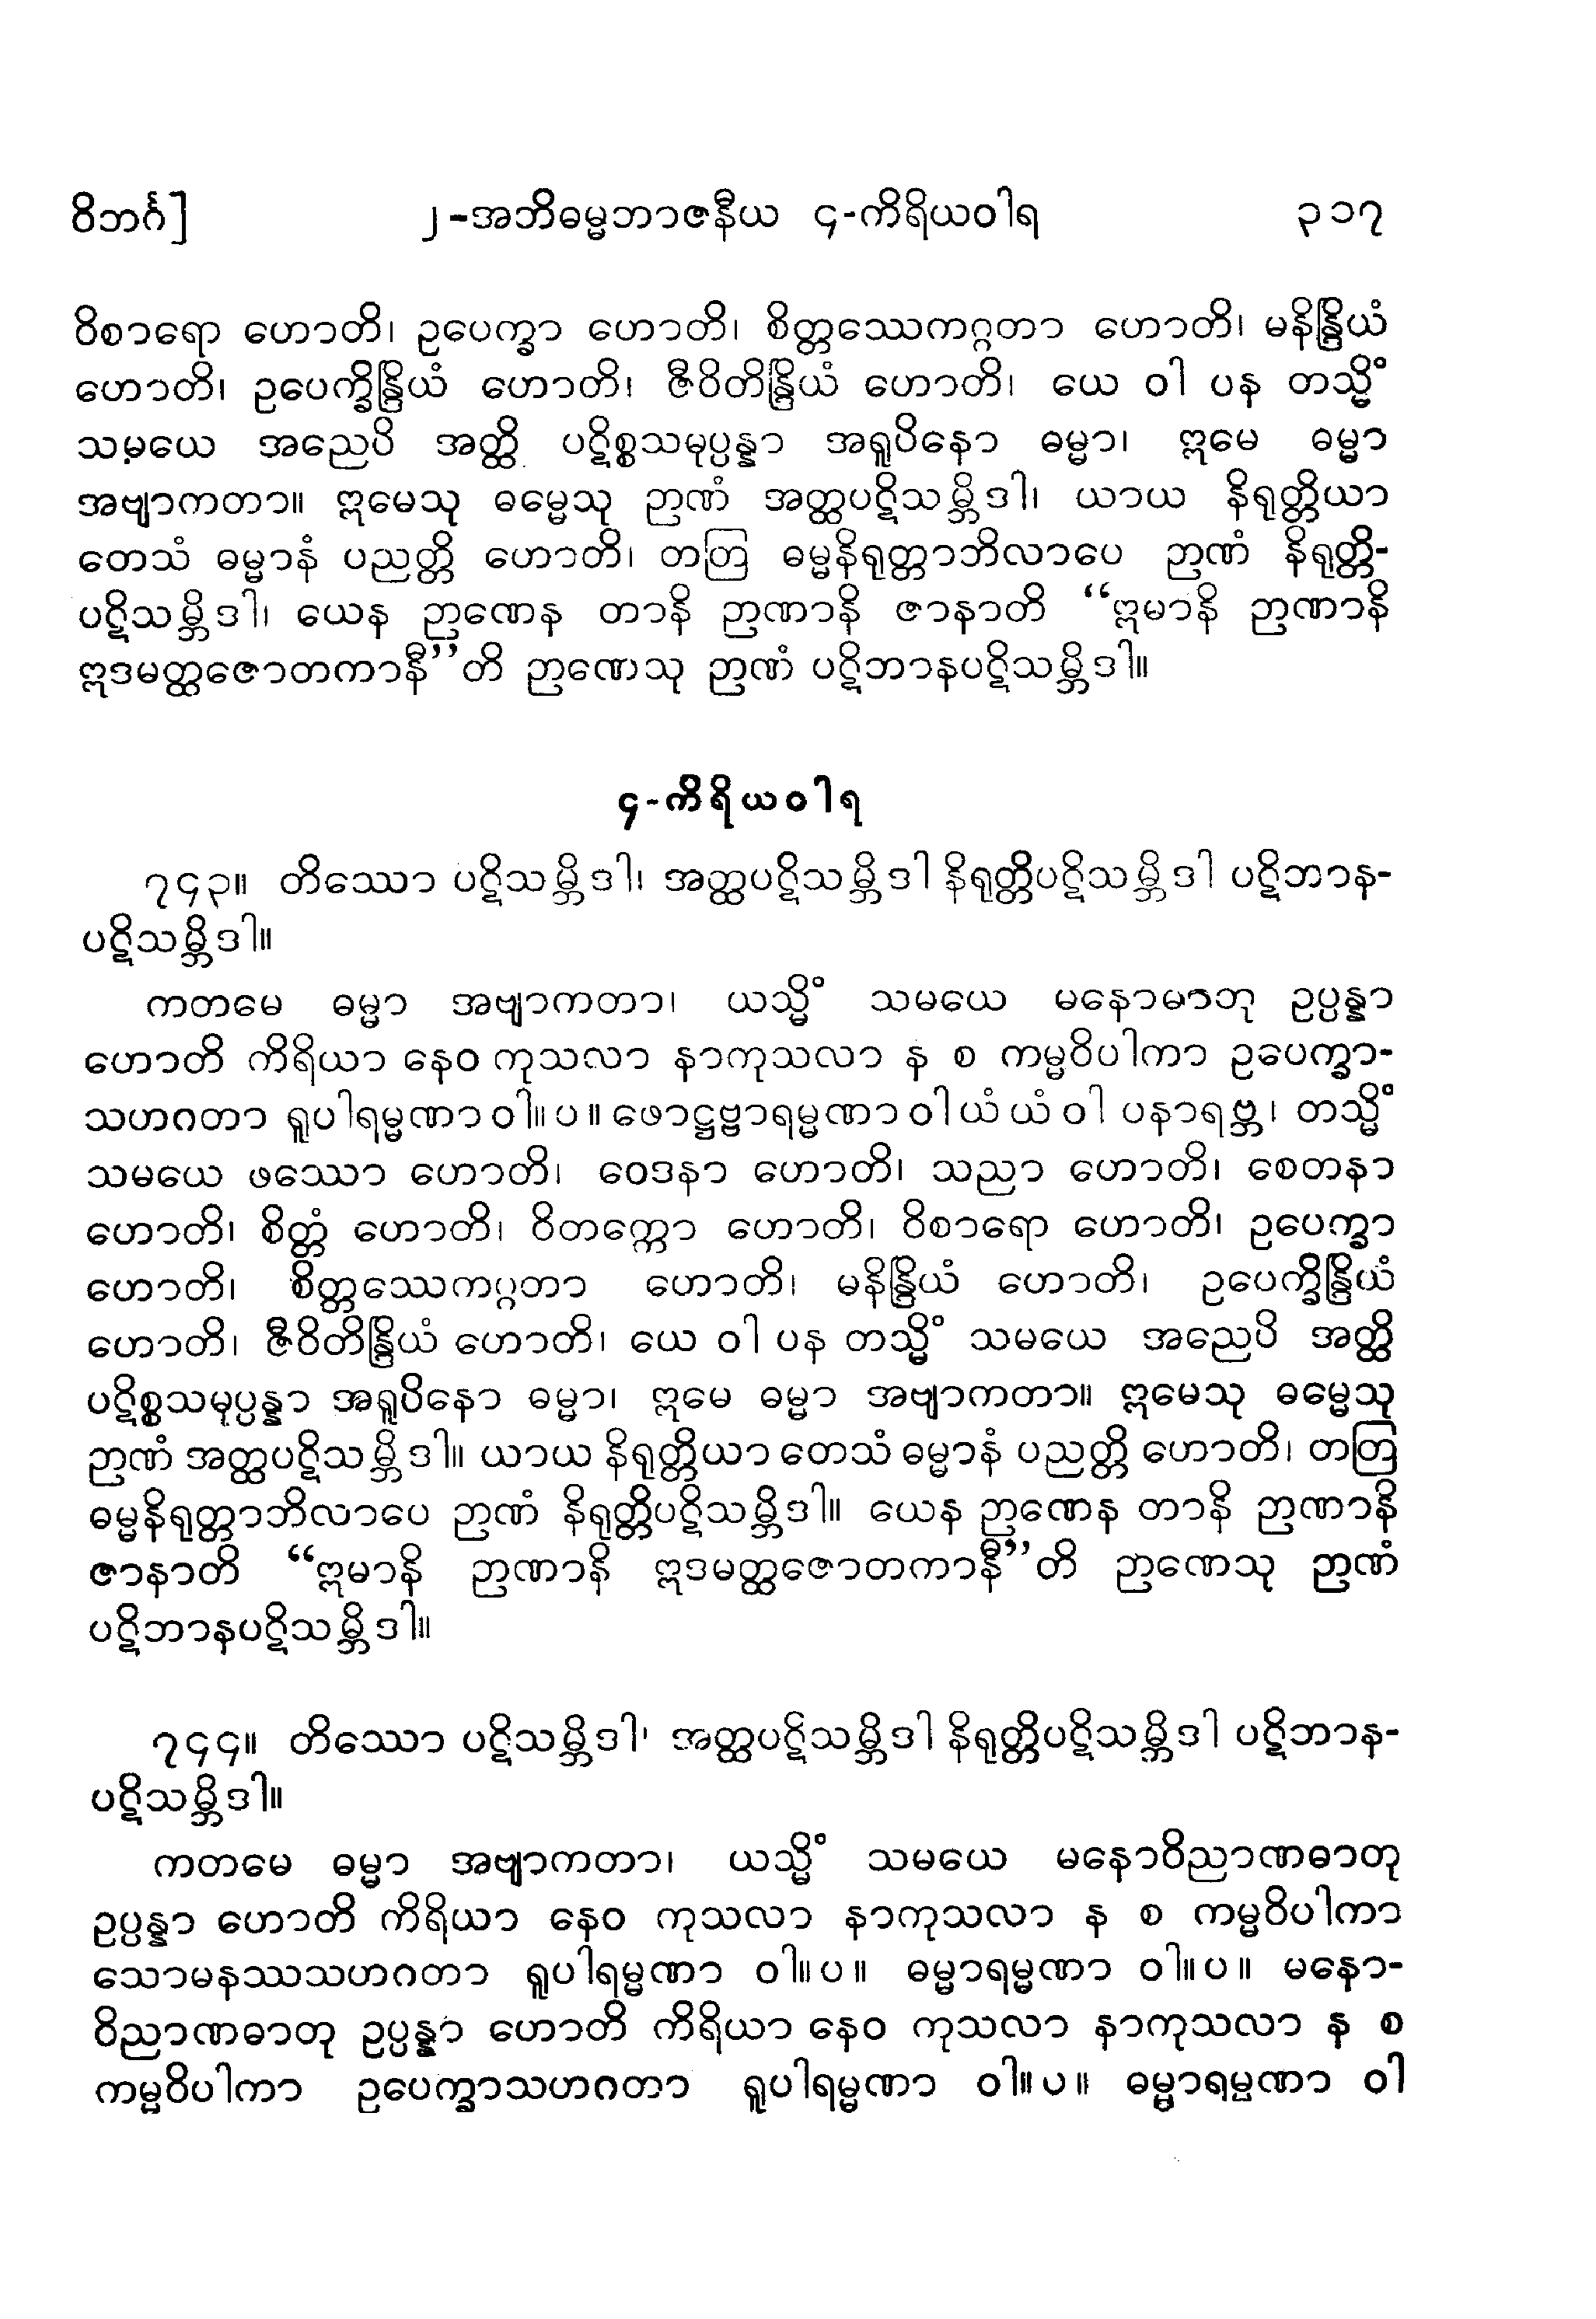 ဝိဘင်္ဂ]	၂-အဘိဓမ္မဘာဇနီယ ၄-ကိရိယဝါရ	၃၁၇
ဝိစာရော ဟောတိ၊ ဥပေက္ခာ ဟောတိ၊ စိတ္တဿေကဂ္ဂတာ ဟောတိ၊ မနိန္ဒြိယံ
ဟောတိ၊ ဥပေက္ခိန္ဒြိယံ ဟောတိ၊ ဇီဝိတိန္ဒြိယံ ဟောတိ၊ ယေ ဝါ ပန တသ္မိံ
သမယေ အညေပိ အတ္ထိ ပဋိစ္စသမုပ္ပန္နာ အရူပိနော ဓမ္မာ၊ ဣမေ ဓမ္မာ
အဗျာကတာ။ ဣမေသု ဓမ္မေသု ဉာဏံ အတ္ထပဋိသမ္ဘိဒါ၊ ယာယ နိရုတ္တိယာ
တေသံ ဓမ္မာနံ ပညတ္တိ ဟောတိ၊ တတြ ဓမ္မနိရုတ္တာဘိလာပေ ဉာဏံ နိရုတ္တိ-
ပဋိသမ္ဘိဒါ၊ ယေန ဉာဏေန တာနိ ဉာဏာနိ ဇာနာတိ “ဣမာနိ ဉာဏာနိ
ဣဒမတ္ထဇောတကာနီ”တိ ဉာဏေသု ဉာဏံ ပဋိဘာနပဋိသမ္ဘိဒါ။
၄-ကိရိယဝါရ
၇၄၃။ တိဿော ပဋိသမ္ဘိဒါ၊ အတ္ထပဋိသမ္ဘိဒါ နိရုတ္တိပဋိသမ္ဘိဒါ ပဋိဘာန-
ပဋိသမ္ဘိဒါ။
ကတမေ ဓမ္မာ အဗျာကတာ၊ ယသ္မိံ သမယေ မနောဓာတု ဥပ္ပန္နာ
ဟောတိ ကိရိယာ နေဝ ကုသလာ နာကုသလာ န စ ကမ္မဝိပါကာ ဥပေက္ခာ-
သဟဂတာ ရူပါရမ္မဏာ ဝါ။ ပ ။ ဖောဋ္ဌဗ္ဗာရမ္မဏာ ဝါ ယံ ယံ ဝါ ပနာရဗ္ဘ၊ တသ္မိံ
သမယေ ဖဿော ဟောတိ၊ ဝေဒနာ ဟောတိ၊ သညာ ဟောတိ၊ စေတနာ
ဟောတိ၊ စိတ္တံ ဟောတိ၊ ဝိတက္ကော ဟောတိ၊ ဝိစာရော ဟောတိ၊ ဥပေက္ခာ
ဟောတိ၊ စိတ္တဿေကဂ္ဂတာ ဟောတိ၊ မနိန္ဒြိယံ ဟောတိ၊ ဥပေက္ခိန္ဒြိယံ
ဟောတိ၊ ဇီဝိတိန္ဒြိယံ ဟောတိ၊ ယေ ဝါ ပန တသ္မိံ သမယေ အညေပိ အတ္ထိ
ပဋိစ္စသမုပ္ပန္နာ အရူပိနော ဓမ္မာ၊ ဣမေ ဓမ္မာ အဗျာကတာ။ ဣမေသု ဓမ္မေသု
ဉာဏံ အတ္ထပဋိသမ္ဘိဒါ။ ယာယ နိရုတ္တိယာ တေသံ ဓမ္မာနံ ပညတ္တိ ဟောတိ၊ တတြ
ဓမ္မနိရုတ္တာဘိလာပေ ဉာဏံ နိရုတ္တိပဋိသမ္ဘိဒါ။ ယေန ဉာဏေန တာနိ ဉာဏာနိ
ဇာနာတိ “ဣမာနိ ဉာဏာနိ ဣဒမတ္ထဇောတကာနီ”တိ ဉာဏေသု ဉာဏံ
ပဋိဘာနပဋိသမ္ဘိဒါ။
၇၄၄။ တိဿော ပဋိသမ္ဘိဒါ၊ အတ္ထပဋိသမ္ဘိဒါ နိရုတ္တိပဋိသမ္ဘိဒါ ပဋိဘာန-
ပဋိသမ္ဘိဒါ။
ကတမေ ဓမ္မာ အဗျာကတာ၊ ယသ္မိံ သမယေ မနောဝိညာဏဓာတု
ဥပ္ပန္နာ ဟောတိ ကိရိယာ နေဝ ကုသလာ နာကုသလာ န စ ကမ္မဝိပါကာ
သောမနဿသဟဂတာ ရူပါရမ္မဏာ ဝါ။ ပ ။ ဓမ္မာရမ္မဏာ ဝါ။ ပ ။ မနော-
ဝိညာဏဓာတု ဥပ္ပန္နာ ဟောတိ ကိရိယာ နေဝ ကုသလာ နာကုသလာ န စ
ကမ္မဝိပါကာ ဥပေက္ခာသဟဂတာ ရူပါရမ္မဏာ ဝါ။ ပ ။ ဓမ္မာရမ္မဏာ ဝါ